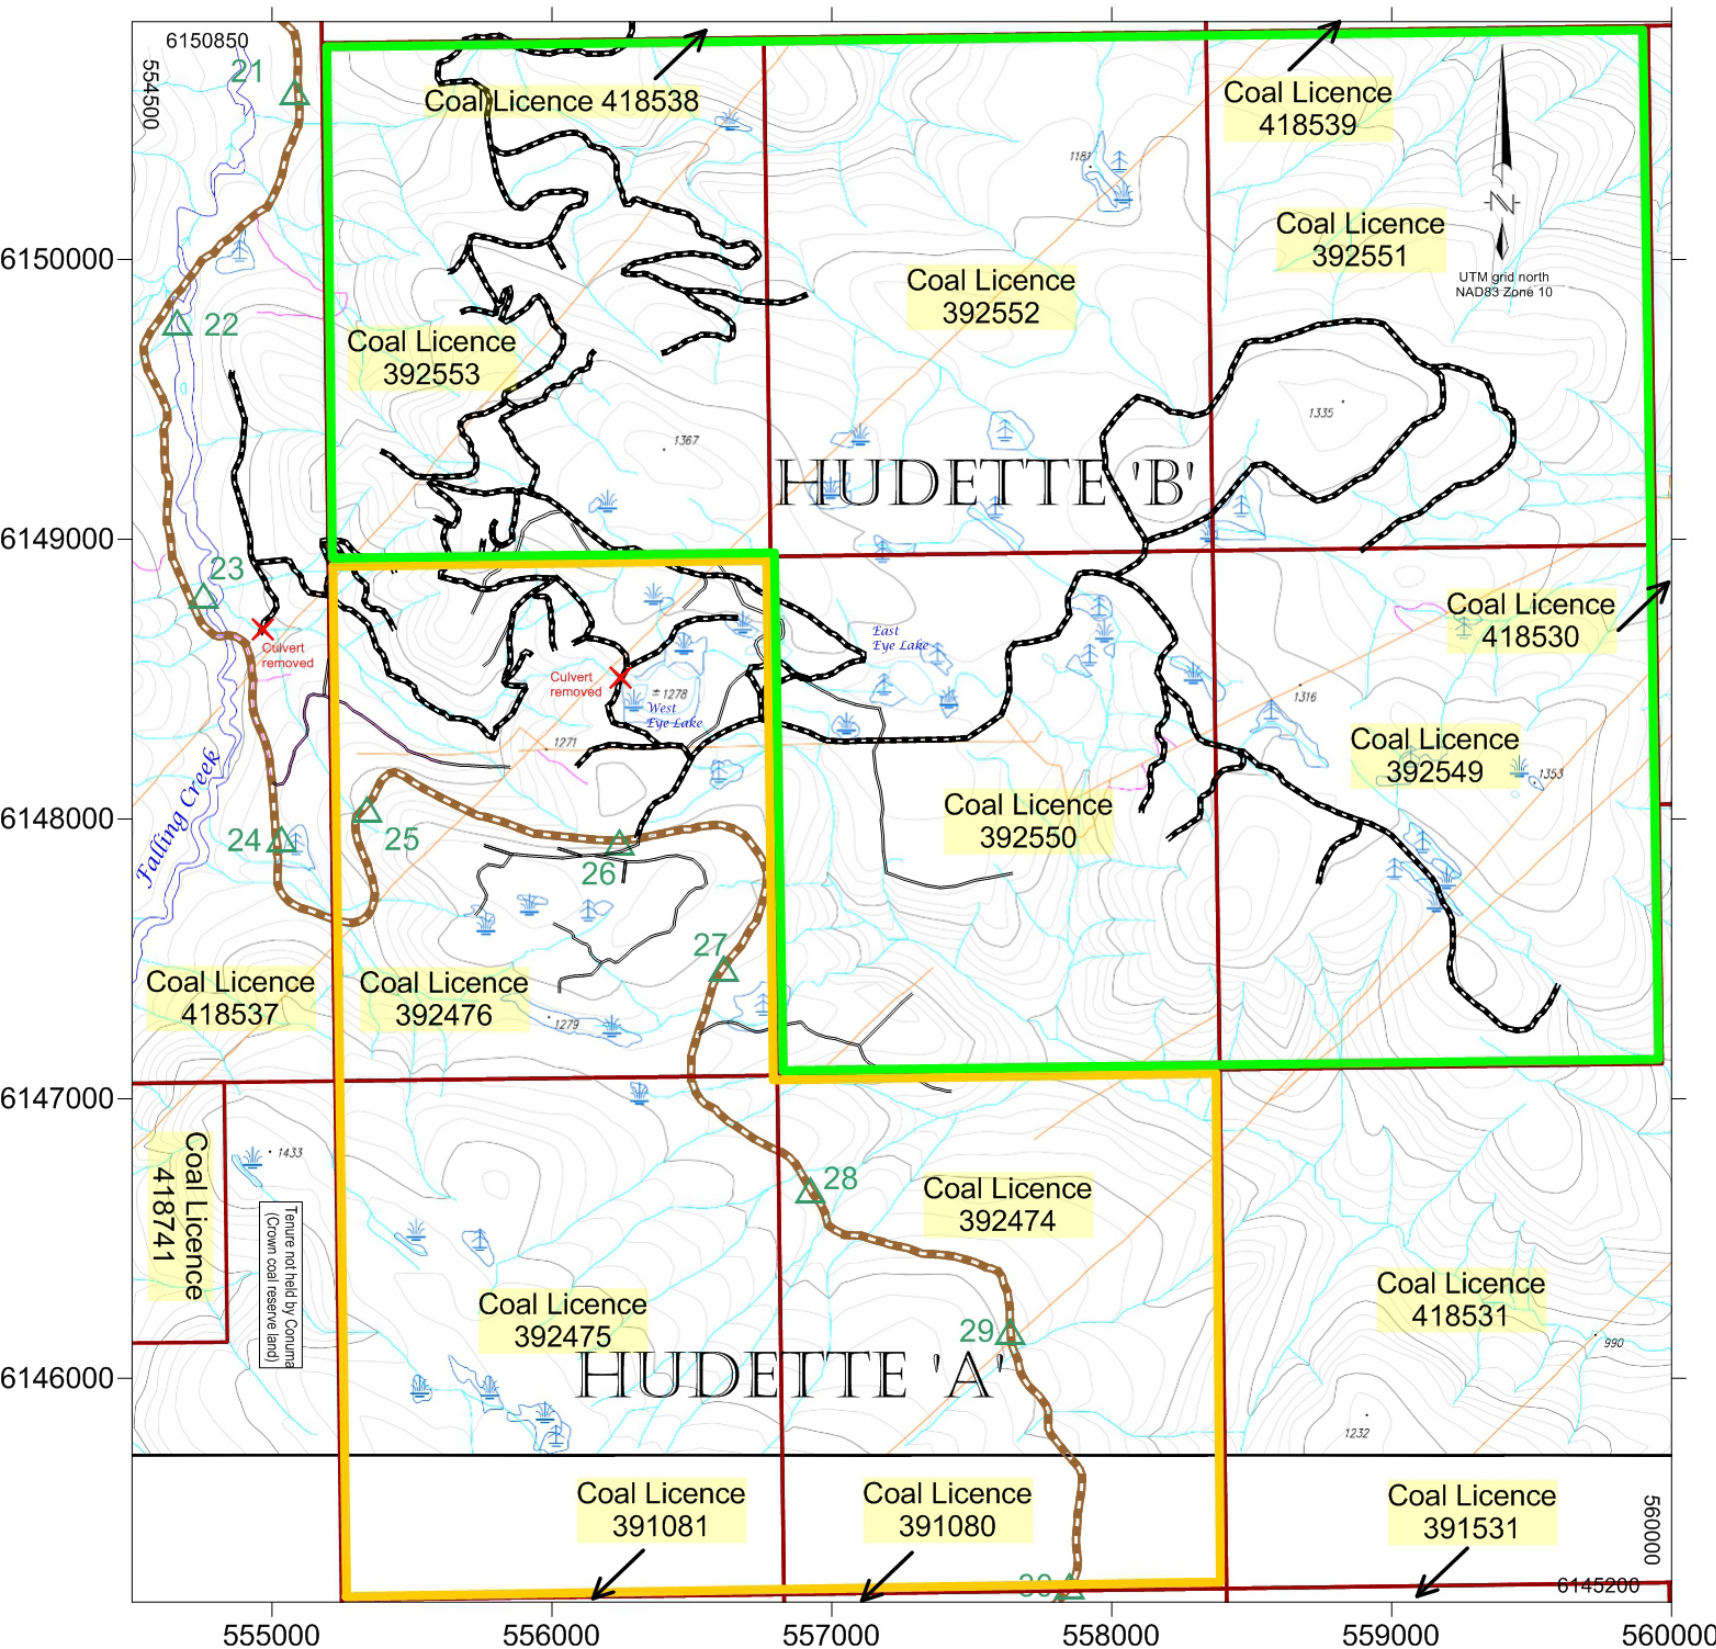 6150850
554500
21
Coal Licence 418538
Coal Licence
418539
Coal Licence
392551
1181
6150000
UTM grid north
NAD83 Zone 10
N
Coal Licence
392552
22
Coal Licence
392553
1335
1367
HUDETTE 'B'
6149000
23
Culvert
removed
East
Eye Lake
Coal Licence
418530
Culvert
removed
1278
West
Eye Lake
1316
1271
Coal Licence
392549
1353
Falling Creek
6148000
Coal Licence
392550
24
25
26
27
Coal Licence
418537
Coal Licence
392476
1279
6147000
1433
Coal Licence
418741
Tenure not held by Conuma
(Crown coal reserve land)
28
Coal Licence
392474
Coal Licence
418531
Coal Licence
392475
29
990
HUDETTE 'A'
6146000
1232
Coal Licence
391081
Coal Licence
391080
Coal Licence
391531
560000
30
6145200
555000
556000
557000
558000
559000
560000